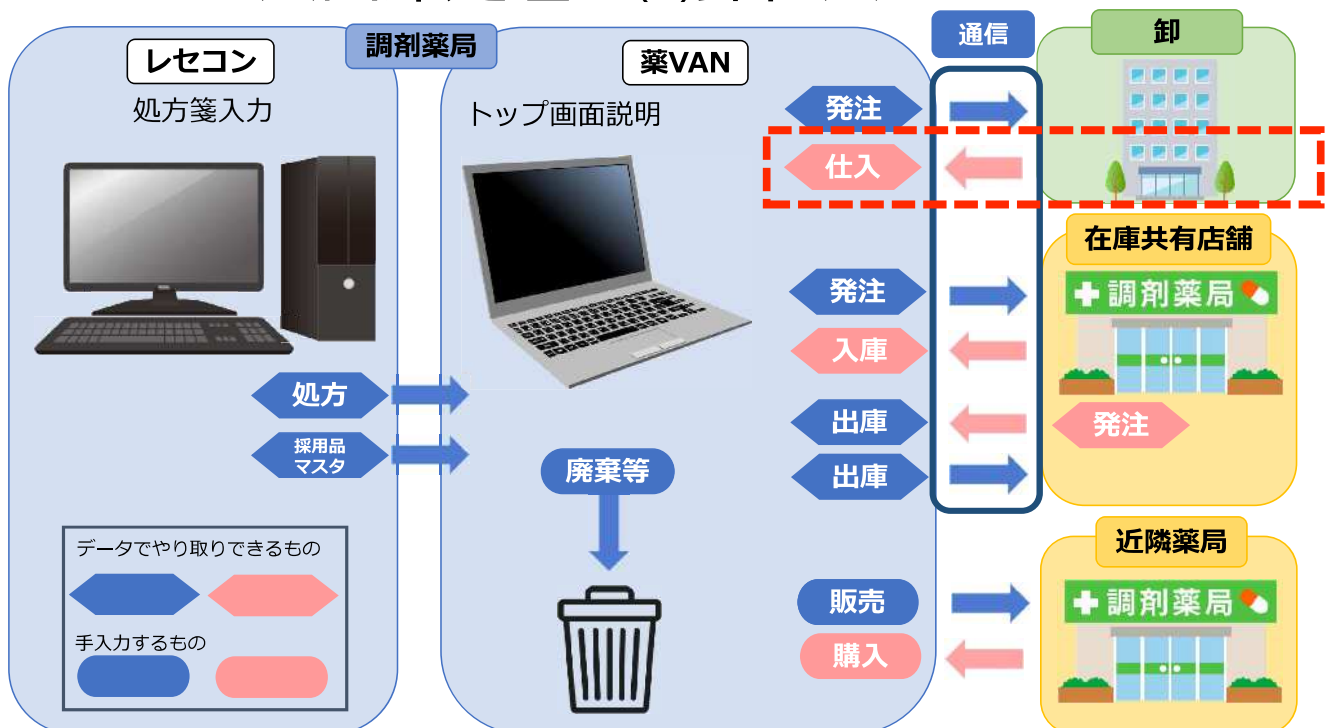 レセコン
調剤薬局
薬VAN
通信
卸
処方箋入力
トップ画面説明
発注
仕入
在庫共有店舗
発注
調剤薬局
入庫
処方
出庫
発注
採用品
マスタ
廃棄等
出庫
データでやり取りできるもの
近隣薬局
販売
調剤薬局
手入力するもの
購入